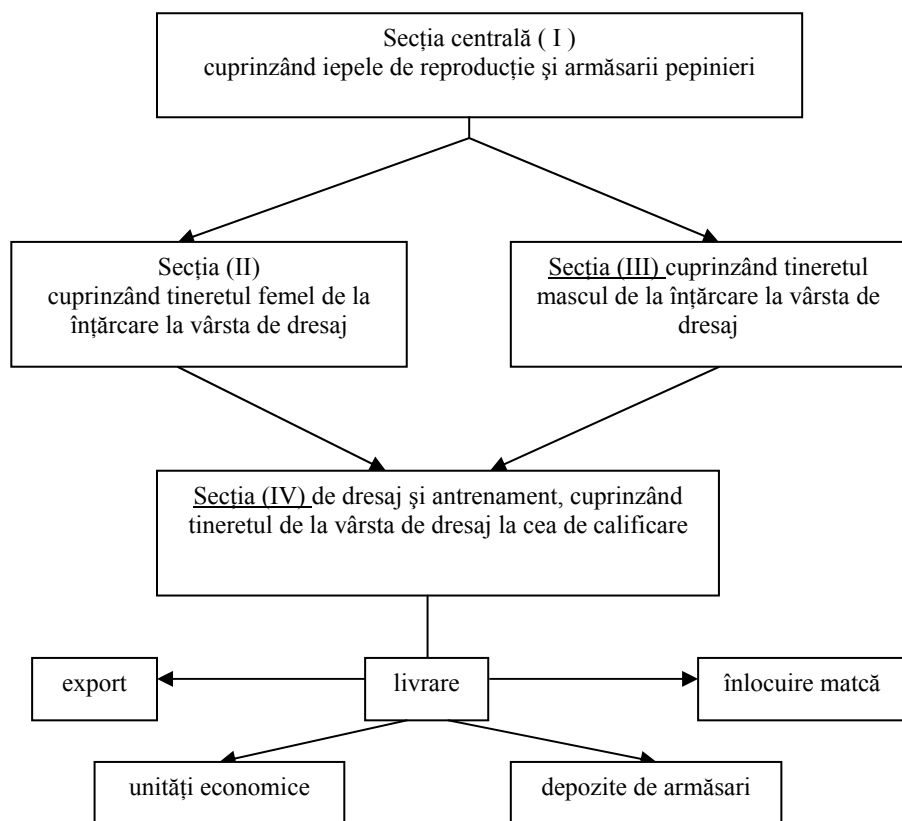 Secția centrală ( I )
cuprinzând iepele de reproducție şi armăsarii pepinieri
Secția (II)
cuprinzând tineretul femel de la
înțărcare la vârsta de dresaj
Secția (III) cuprinzând tineretul
mascul de la înțărcare la vârsta de
dresaj
Secția (IV) de dresaj şi antrenament, cuprinzând
tineretul de la vârsta de dresaj la cea de calificare
export
livrare
înlocuire matcă
unități economice
depozite de armăsari